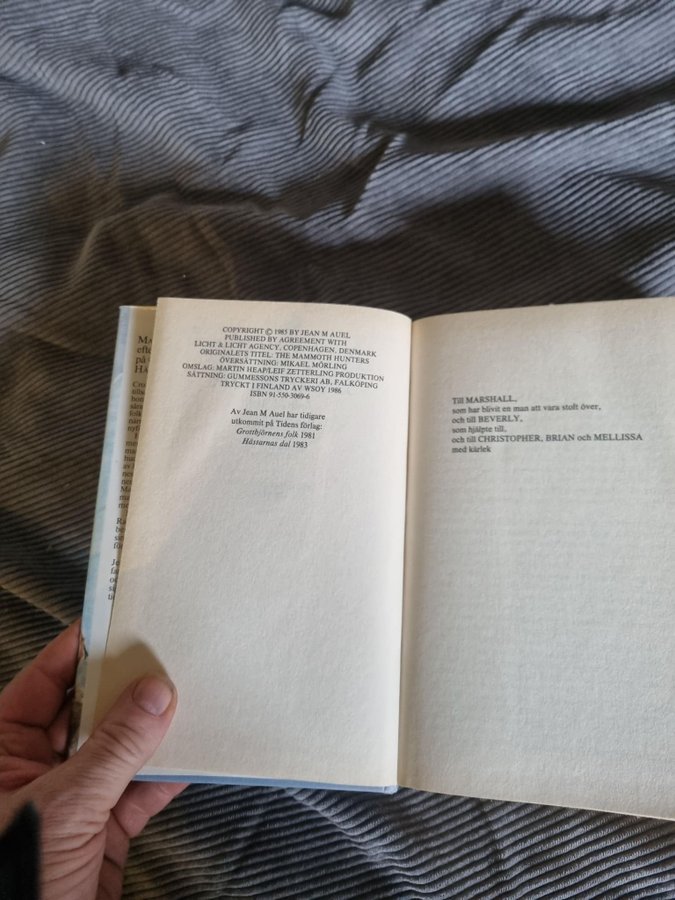 COPYRIGHT © 1985 BY JEAN M AUEL
PUBLISHED BY AGREEMENT WITH
LICHT & LICHT AGENCY, COPENHAGEN, DENMARK
ORIGINALETS TITEL: THE MAMMOTH HUNTERS
ÖVERSÄTTNING: MIKAEL MÖRLING
OMSLAG: MARTIN HEAP/LEIF ZETTERLING PRODUKTION
SÄTTNING: GUMMESSONS TRYCKERI AB, FALKÖPING
TRYCKT I FINLAND AV WSOY 1986
ISBN 91-550-3069-6
Av Jean M Auel har tidigare
utkommit på Tidens förlag:
Grottbjörnens folk 1981
Hästarnas dal 1983
Till MARSHALL,
som har blivit en man att vara stolt över,
och till BEVERLY,
som hjälpte till,
och till CHRISTOPHER, BRIAN och MELLISSA
med kärlek